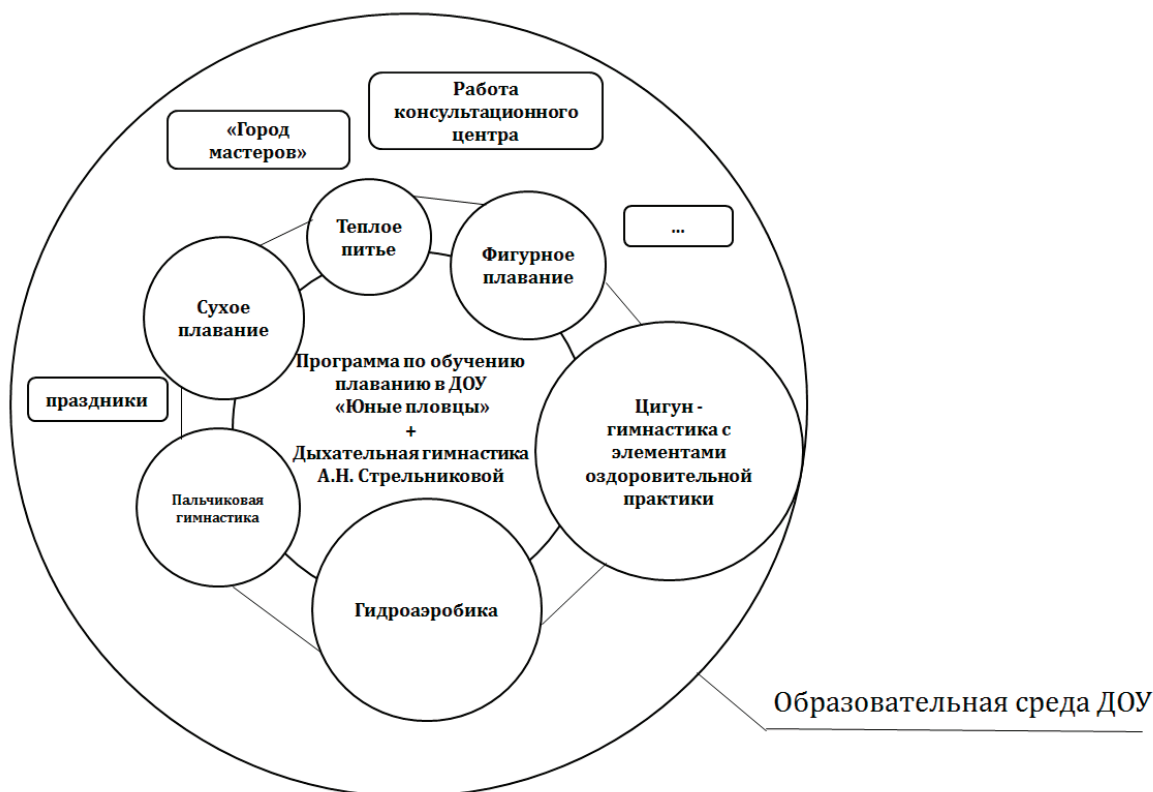 Работа
консультационного
центра
«Город
мастеров»
Теплое
питье
...
Фигурное
плавание
Сухое
плавание
Программа по обучению
плаванию в ДОУ
«Юные пловцы»
+
Дыхательная гимнастика
А.Н. Стрельниковой
праздники
Цигун -
гимнастика с
элементами
оздоровительной
практики
Пальчиковая
гимнастика
Гидроаэробика
Образовательная среда ДОУ